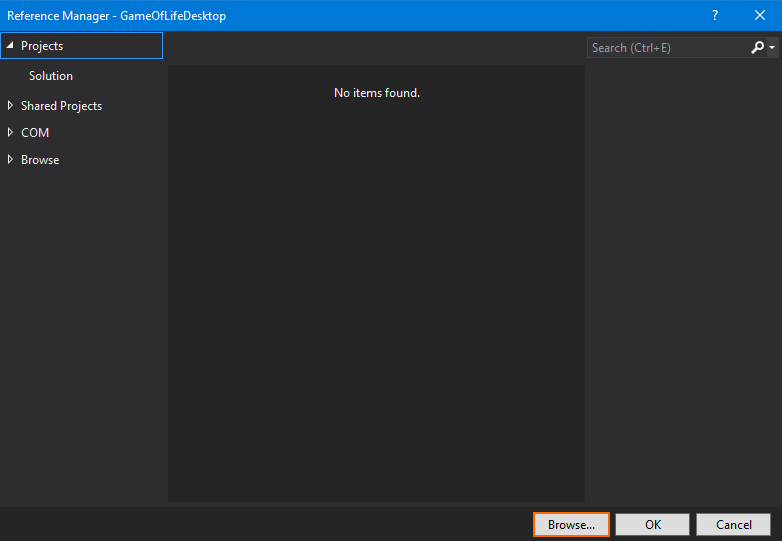 Reference Manager - GameOfLifeDesktop
?
Projects
Search (Ctrl+E)
Solution
No items found.
Shared Projects
COM
Browse
Browse...
OK
Cancel